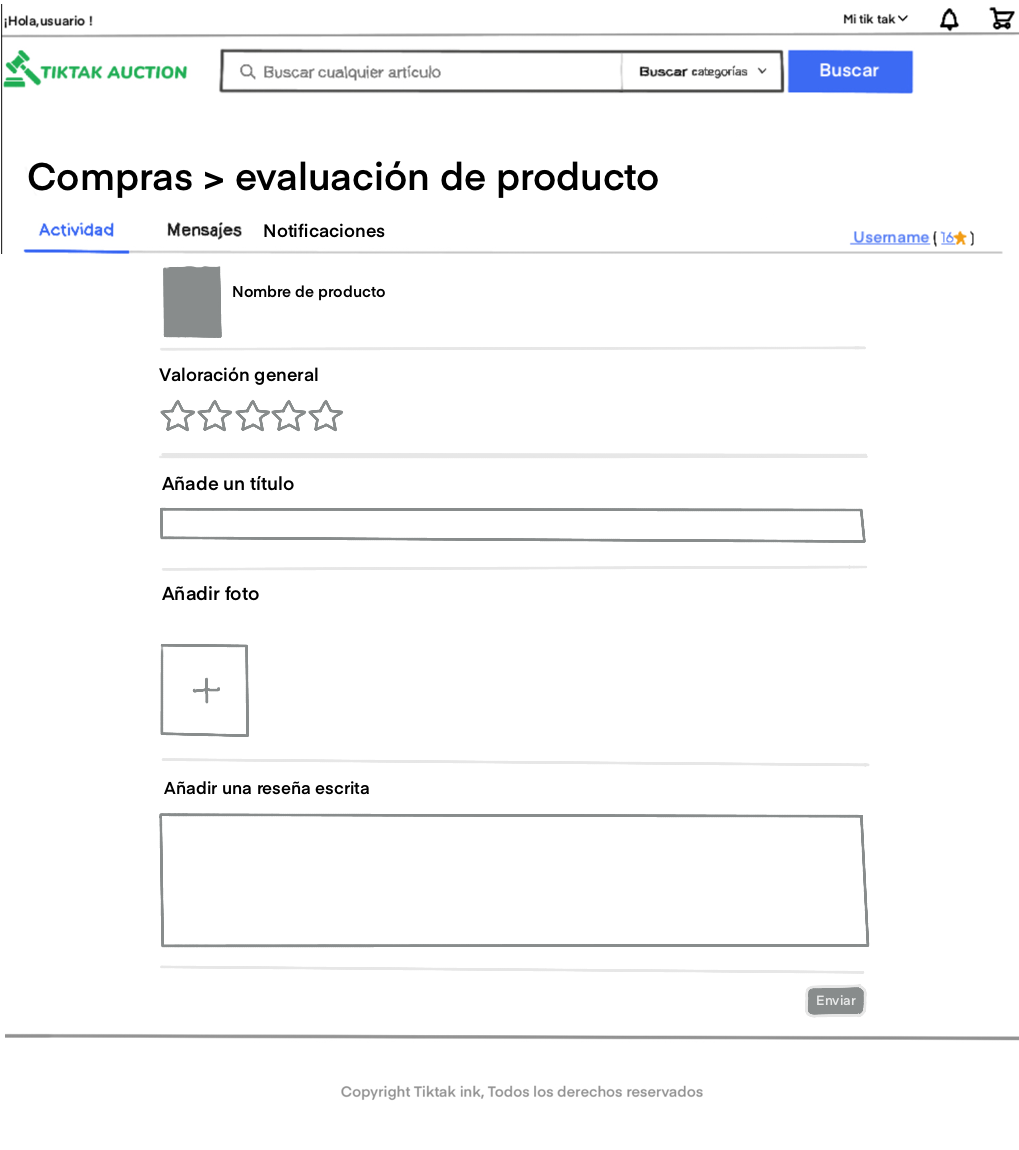 ¡Hola,usuario !
Mi tik tak
TIKTAK AUCTION
Buscar cualquier artículo
Buscar categorías
Buscar
Compras > evaluación de producto
Actividad
Mensajes
Notificaciones
Username ( 16 )
Nombre de producto
Valoración general
Añade un título
Añadir foto
Añadir una reseña escrita
Enviar
Copyright Tiktak ink, Todos los derechos reservados